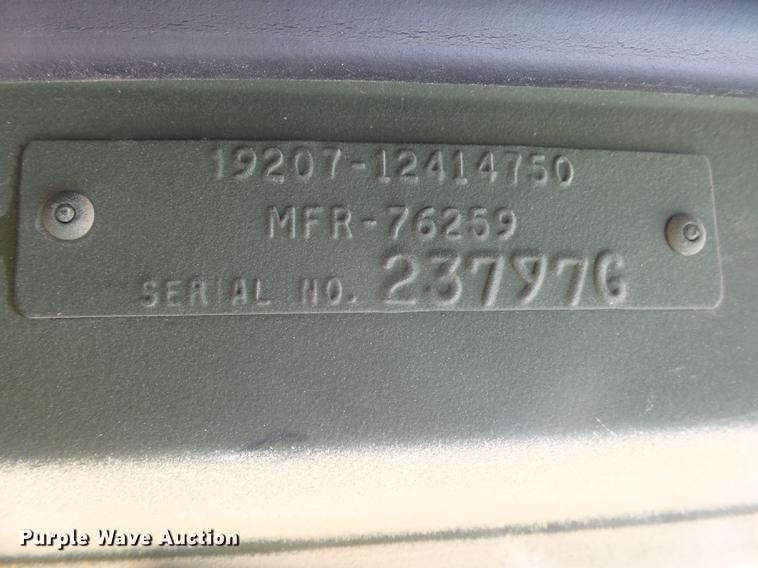 19207-12414750
MFR-76259
SERIAL NO. 23797G
Purple Wave Auction